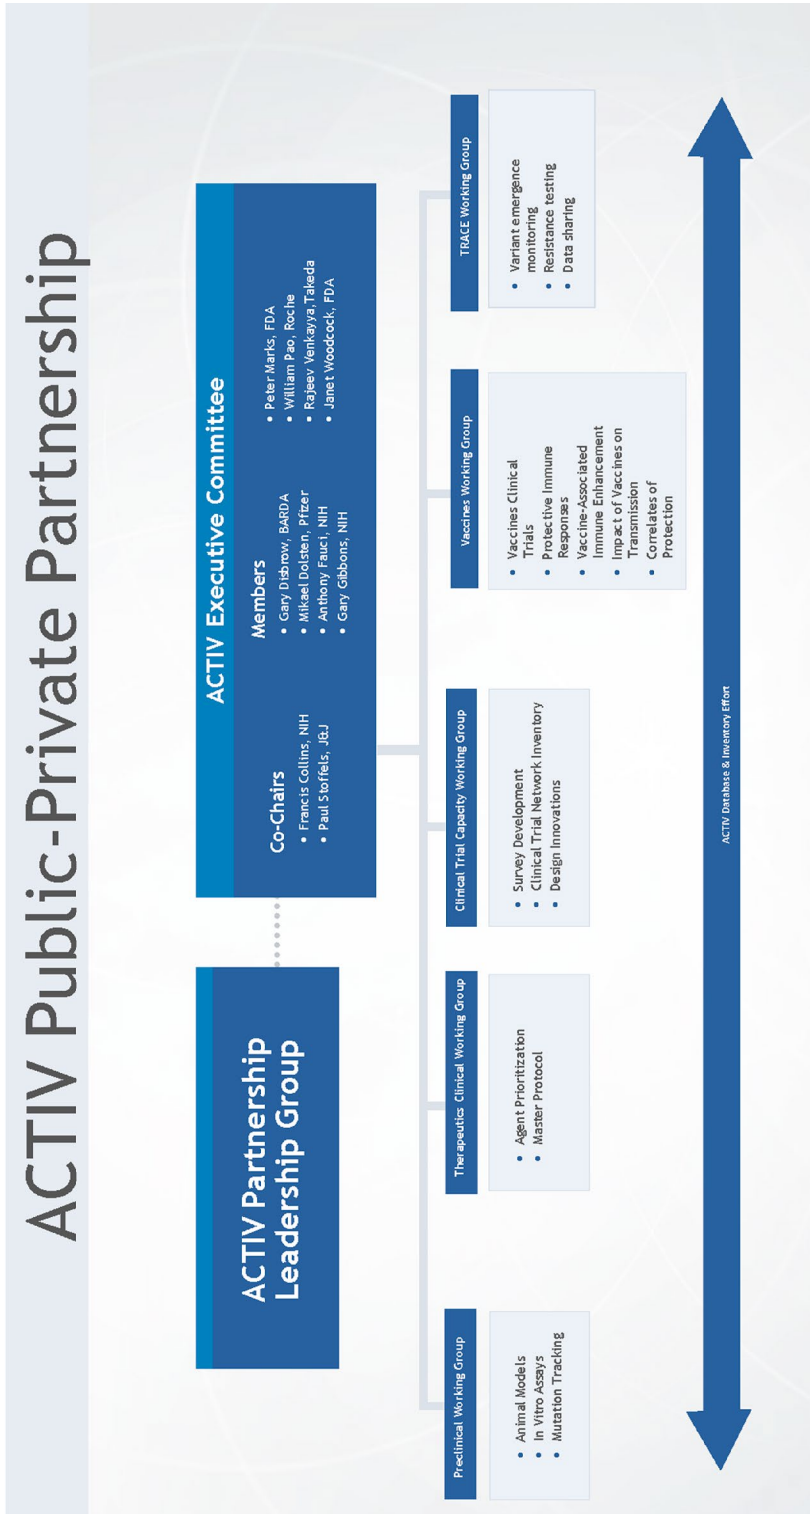 ACTIV Public-Private Partnership
ACTIV Partnership
Leadership Group
ACTIV Executive Committee
Co-Chairs
• Francis Collins, NIH
• Paul Stoffels, J&J
Members
• Gary Disbrow, BARDA
• Mikael Dolsten, Pfizer
• Anthony Fauci, NIH
• Gary Gibbons, NIH
• Peter Marks, FDA
• William Pao, Roche
• Rajeev Venkayya,Takeda
• Janet Woodcock, FDA
Preclinical Working Group
• Animal Models
• In Vitro Assays
• Mutation Tracking
Therapeutics Clinical Working Group
• Agent Prioritization
• Master Protocol
Clinical Trial Capacity Working Group
• Survey Development
• Clinical Trial Network Inventory
• Design Innovations
Vaccines Working Group
• Vaccines Clinical
Trials
• Protective Immune
Responses
• Vaccine-Associated
Immune Enhancement
• Impact of Vaccines on
Transmission
• Correlates of
Protection
TRACE Working Group
• Variant emergence
monitoring
• Resistance testing
• Data sharing
ACTIV Database & Inventory Effort